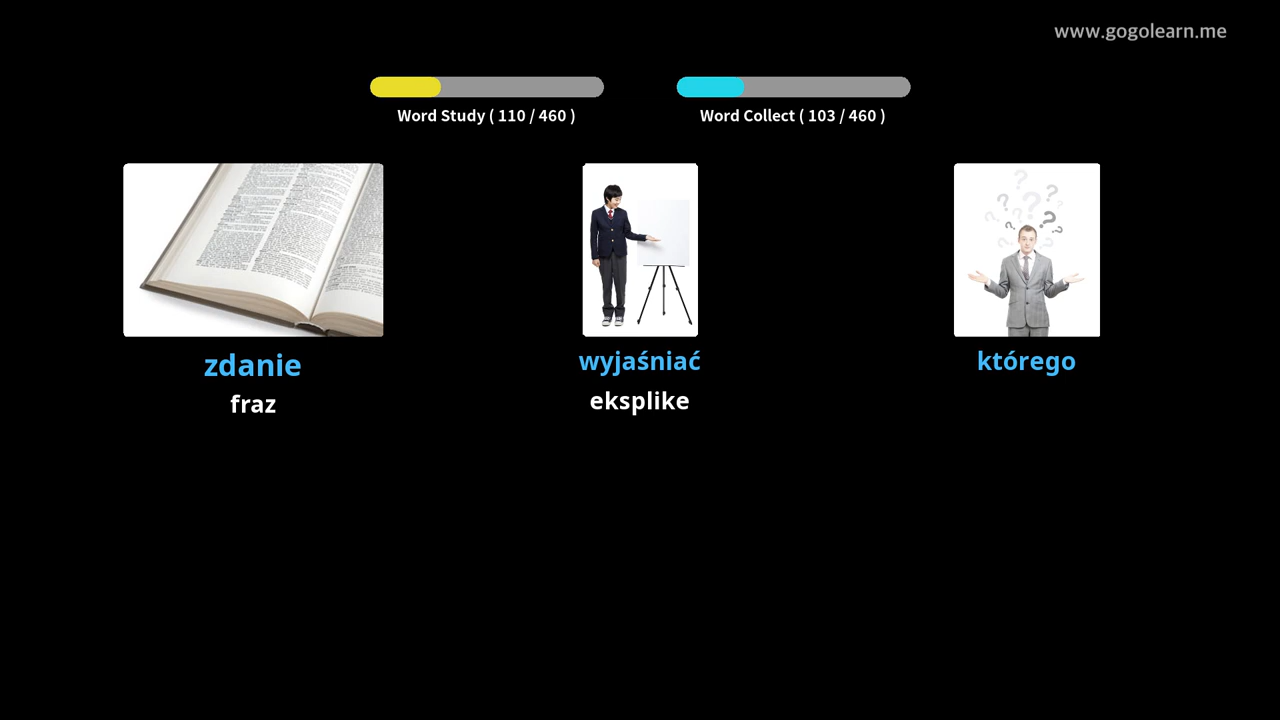 www.gogolearn.me
Word Study ( 110 / 460 )
Word Collect ( 103 / 460 )
zdanie
fraz
wyjaśniać
eksplike
którego